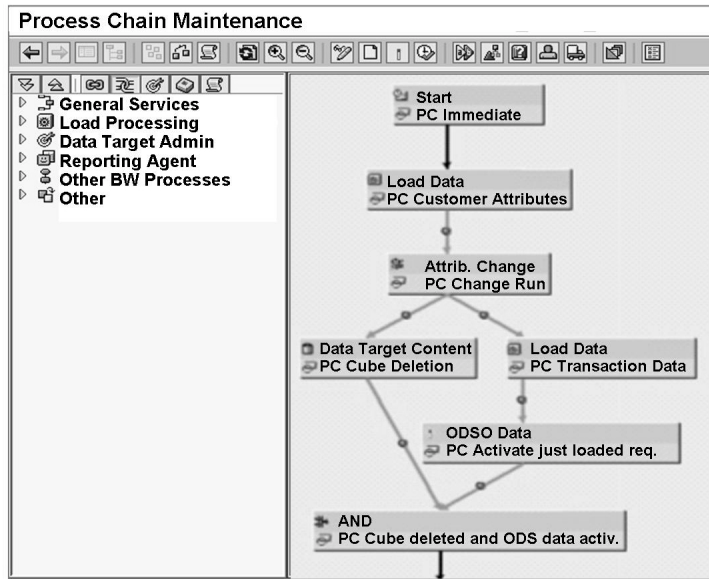 Process Chain Maintenance
General Services
Load Processing
Data Target Admin
Reporting Agent
Other BW Processes
Other
Start
PC Immediate
Load Data
PC Customer Attributes
Attrib. Change
PC Change Run
Data Target Content
PC Cube Deletion
Load Data
PC Transaction Data
ODSO Data
PC Activate just loaded req.
AND
PC Cube deleted and ODS data activ.